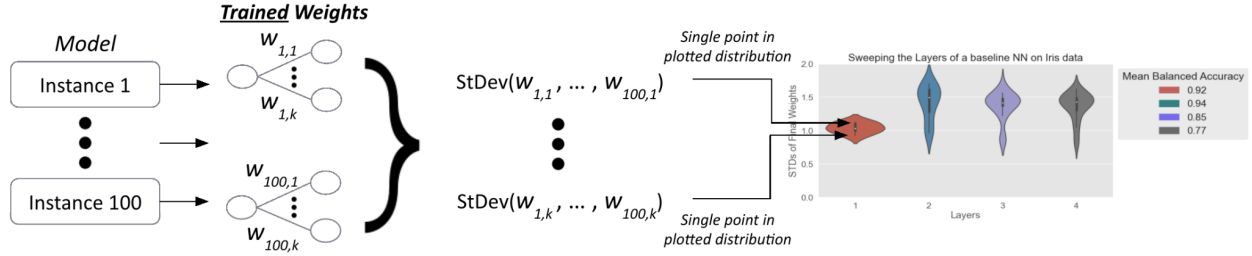 Trained Weights
Model
Instance 1
Instance 100
w1,1
w1,k
w100,1
w100,k
StDev(w1,1, ... , w100,1)
StDev(w1,k, ... , w100,k)
Single point in
plotted distribution
Single point in
plotted distribution
Sweeping the Layers of a baseline NN on Iris data
STDs of Final Weights
2.0
1.5
1.0
0.5
0.0
1 2 3 4
Layers
Mean Balanced Accuracy
0.92
0.94
0.85
0.77